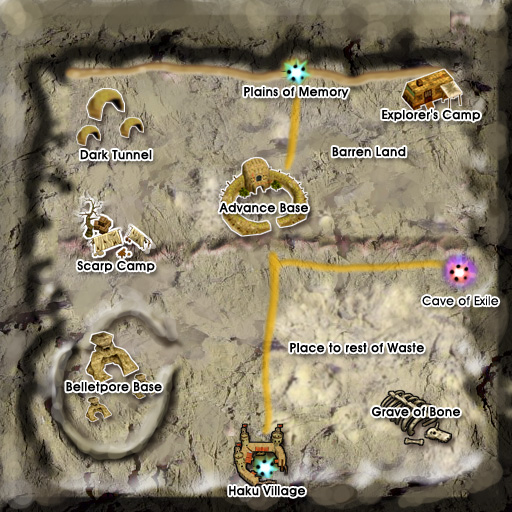 Plains of Memory
Explorer's Camp
Dark Tunnel
Barren Land
Advance Base
Scarp Camp
Cave of Exile
Place to rest of Waste
Belletpore Base
Grave of Bone
Haku Village